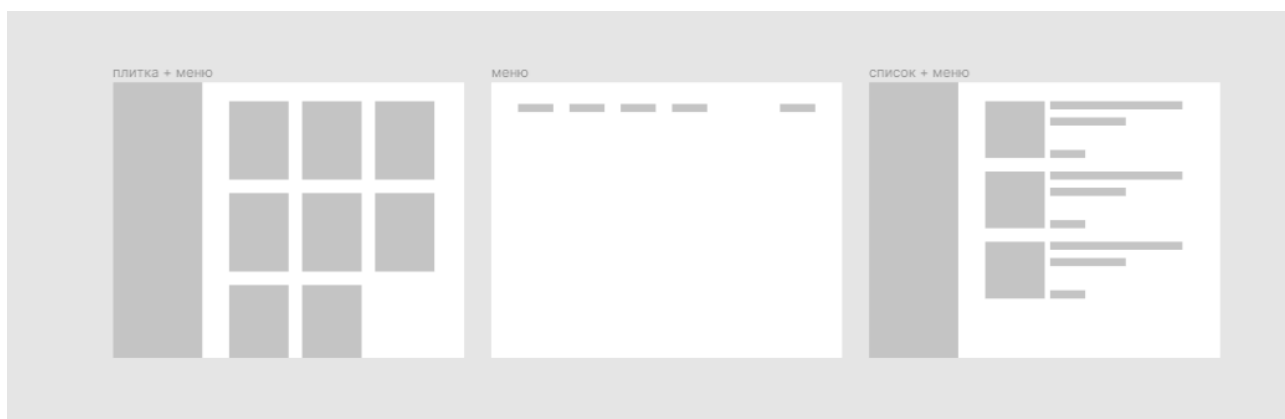 плитка + меню
меню
список + меню